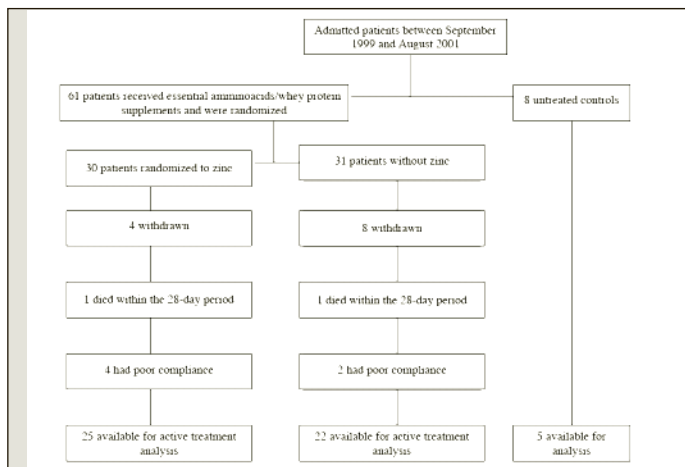 Admitted patients between September
1999 and August 2001
61 patients received essential aminmoacids/whey protein
supplements and were randomized
8 untreated controls
30 patients randomized to zinc
31 patients without zinc
4 withdrawn
8 withdrawn
1 died within the 28-day period
1 died within the 28-day period
4 had poor compliance
2 had poor compliance
25 available for active treatment
analysis
22 available for active treatment
analysis
5 available for
analysis